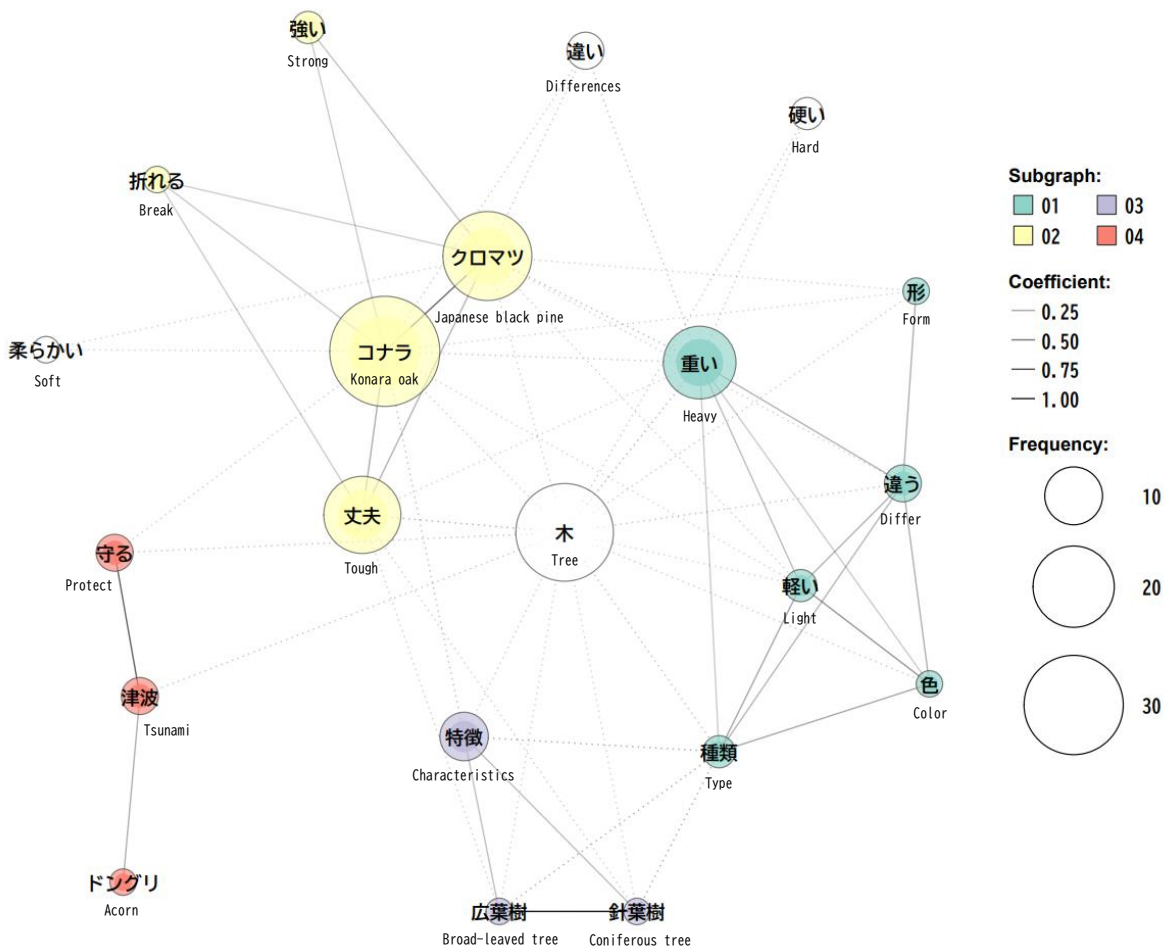 強い
Strong
違い
Differences
硬い
Hard
折れる
Break
クロマツ
Japanese black pine
コナラ
Konara oak
柔らかい
Soft
重い
Heavy
形
Form
違う
Differ
丈夫
Tough
木
Tree
守る
Protect
軽い
Light
津波
Tsunami
色
Color
特徴
Characteristics
種類
Type
ドングリ
Acorn
広葉樹
Broad-leaved tree
針葉樹
Coniferous tree
Subgraph:
01 03
02 04
Coefficient:
0.25
0.50
0.75
1.00
Frequency:
10
20
30